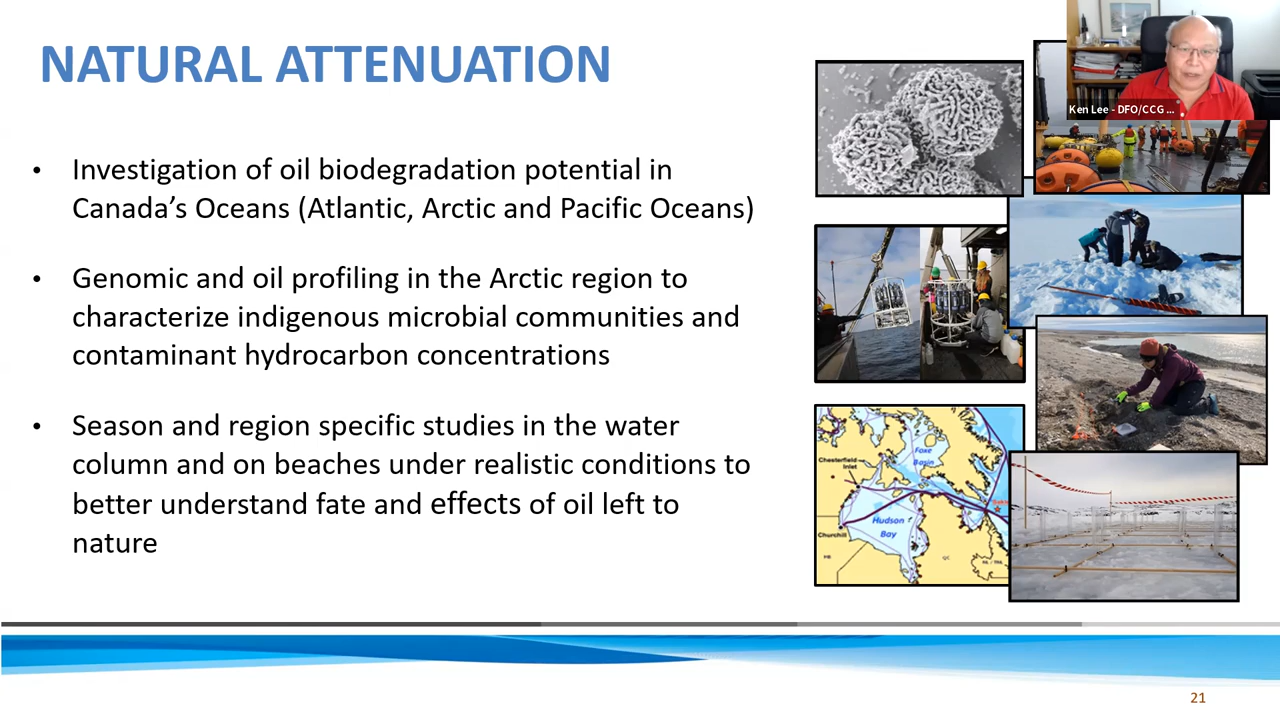 NATURAL ATTENUATION
• Investigation of oil biodegradation potential in
Canada's Oceans (Atlantic, Arctic and Pacific Oceans)
• Genomic and oil profiling in the Arctic region to
characterize indigenous microbial communities and
contaminant hydrocarbon concentrations
• Season and region specific studies in the water
column and on beaches under realistic conditions to
better understand fate and effects of oil left to
nature
Ken Lee - DFO/CCG ...
Foxe
Basin
Chesterfield
Inlet
Hudson
Bay
Churchill
21